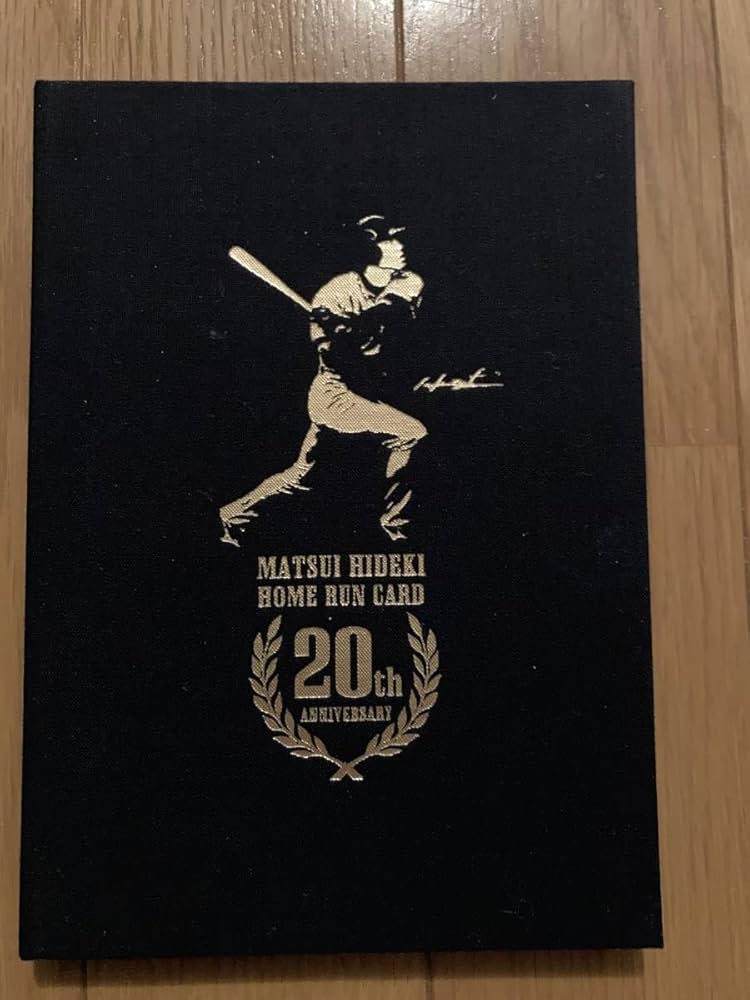 MATSUI HIDEKI
HOME RUN CARD
20th
ANNIVERSARY